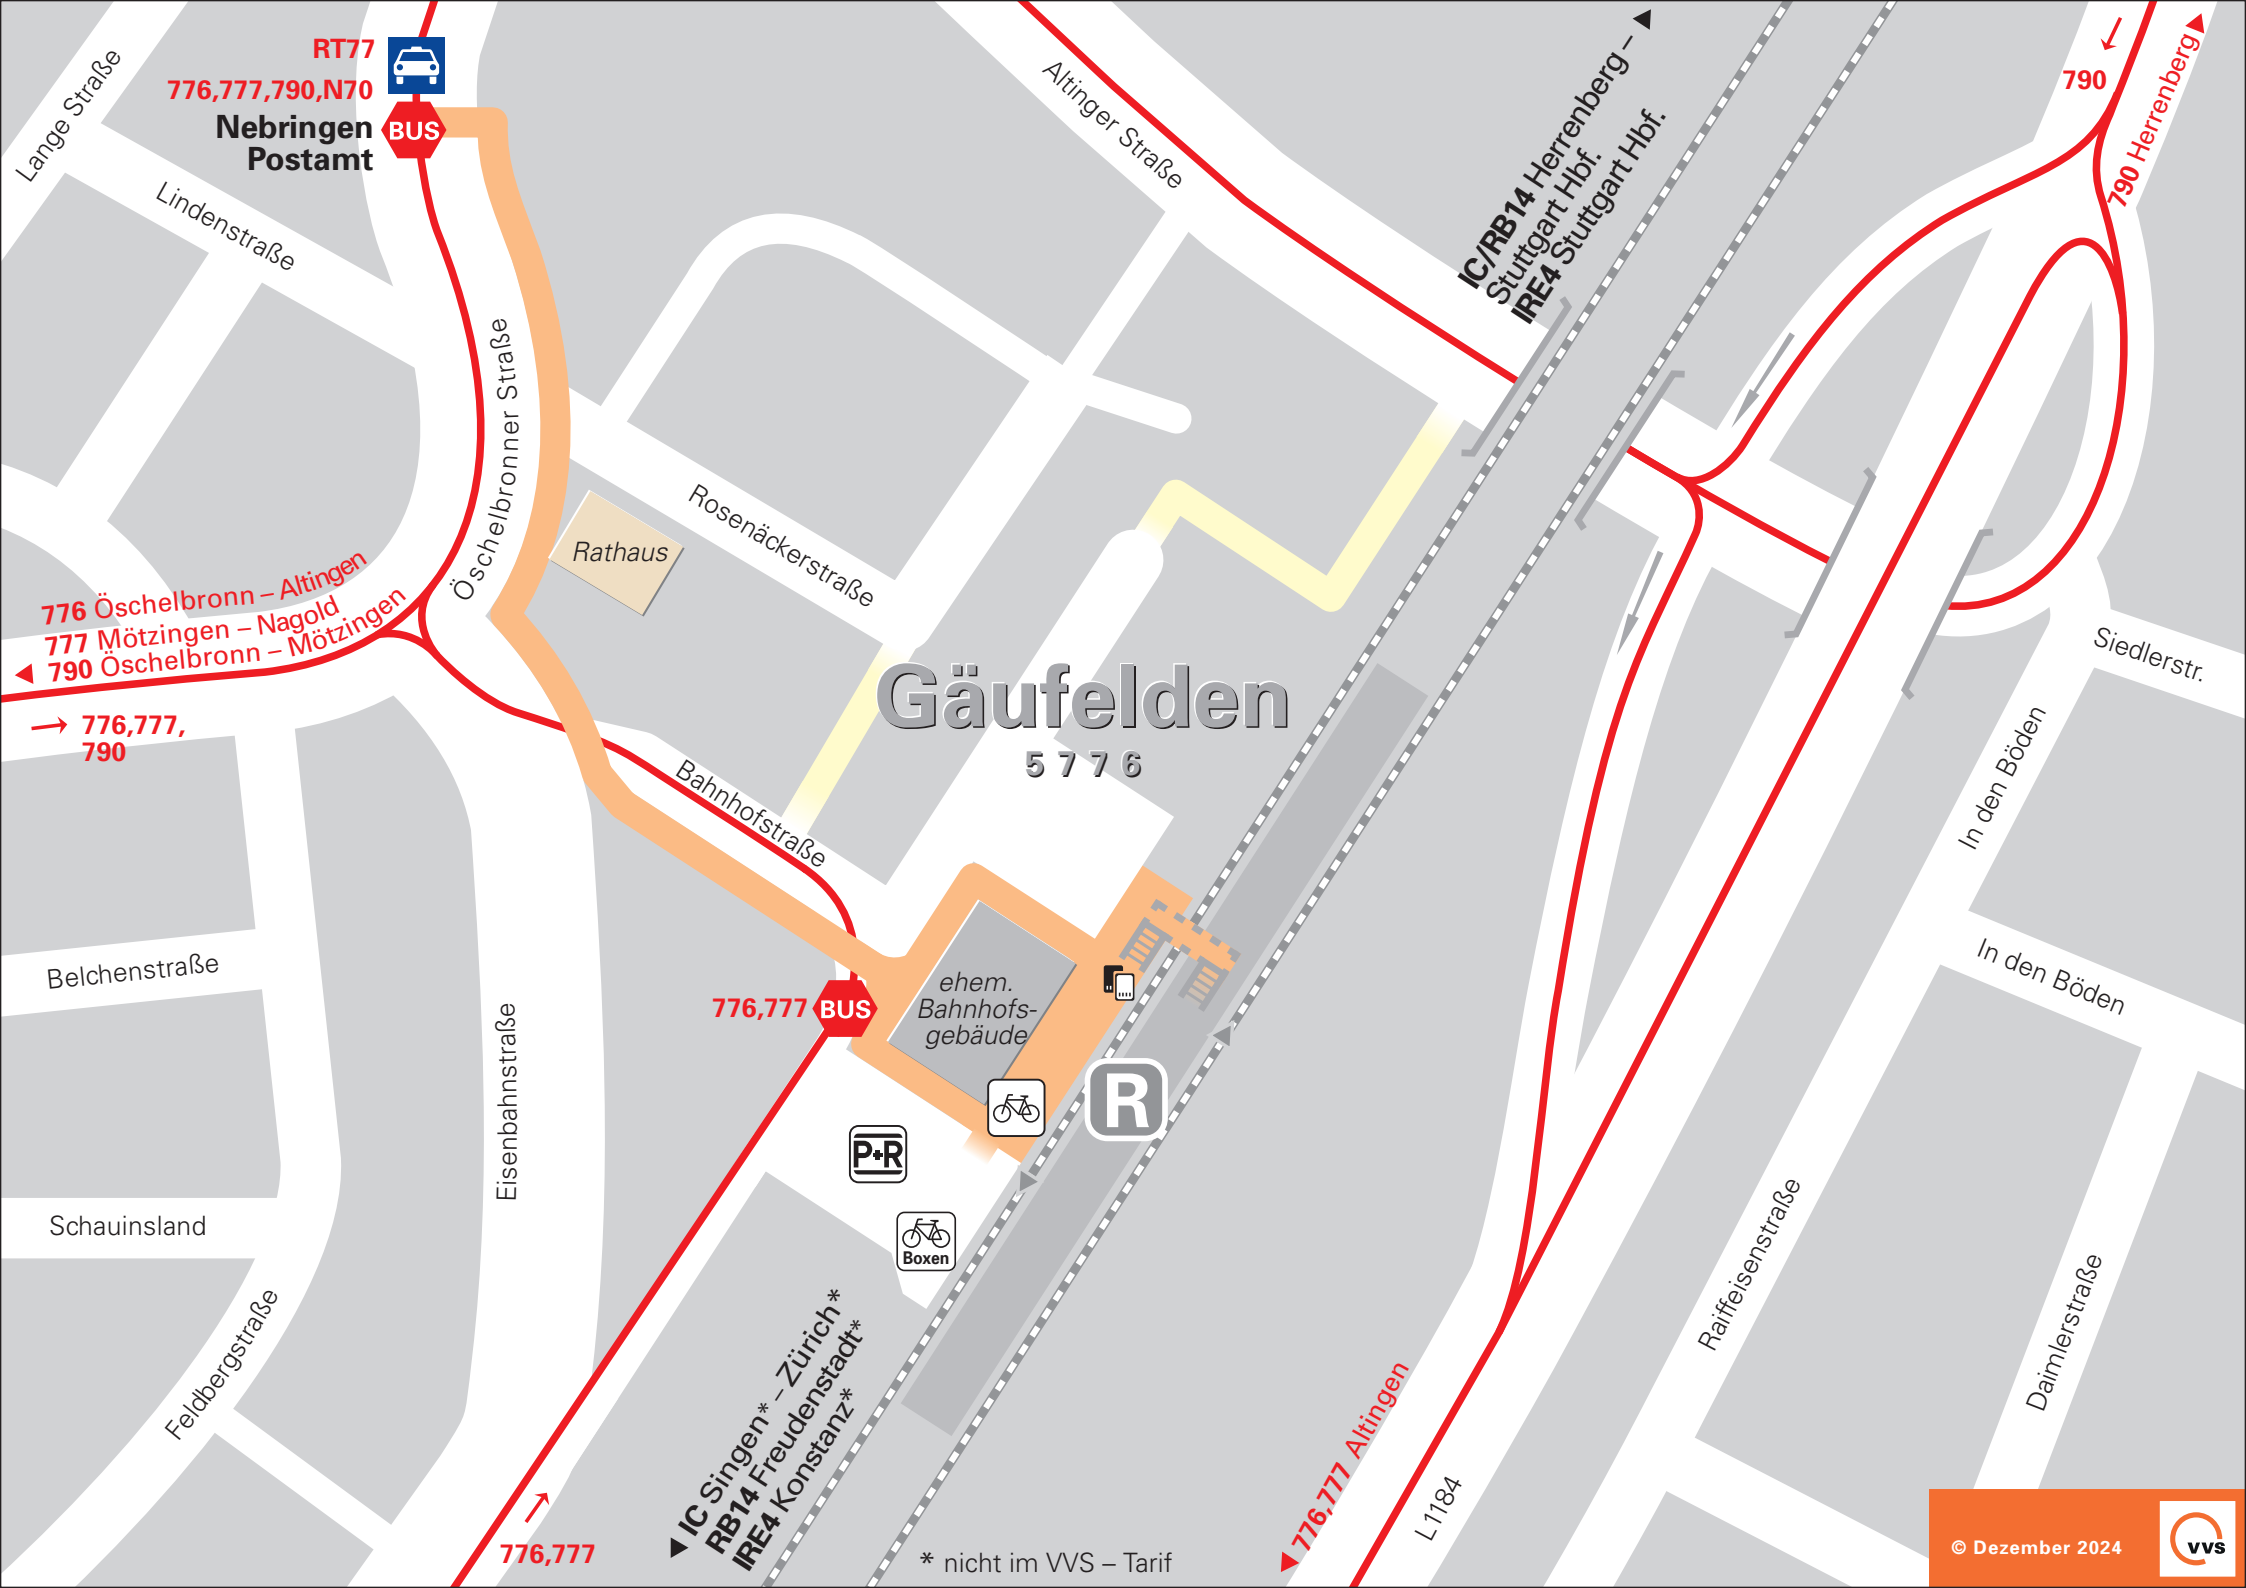 RT77
776,777,790,N70
Nebringen
Postamt
BUS
Lange Straße
Lindenstraße
Altinger Straße
IC/RB14 Herrenberg –
Stuttgart Hbf.
IRE4 Stuttgart Hbf.
790
790 Herrenberg
Öschelbronner Straße
Rathaus
Rosenäckerstraße
776 Öschelbronn – Altingen
777 Mötzingen – Nagold
790 Öschelbronn – Mötzingen
776,777,
790
Gäufelden
5776
Siedlerstr.
In den Böden
In den Böden
Bahnhofstraße
Belchenstraße
776,777
BUS
ehem.
Bahnhofs-
gebäude
R
P+R
Boxen
Eisenbahnstraße
Schauinsland
Feldbergstraße
Raiffeisenstraße
Daimlerstraße
IC Singen* – Zürich*
RB14 Freudenstadt*
IRE4 Konstanz*
776,777 Altingen
L1184
776,777
* nicht im VVS – Tarif
© Dezember 2024
VVS